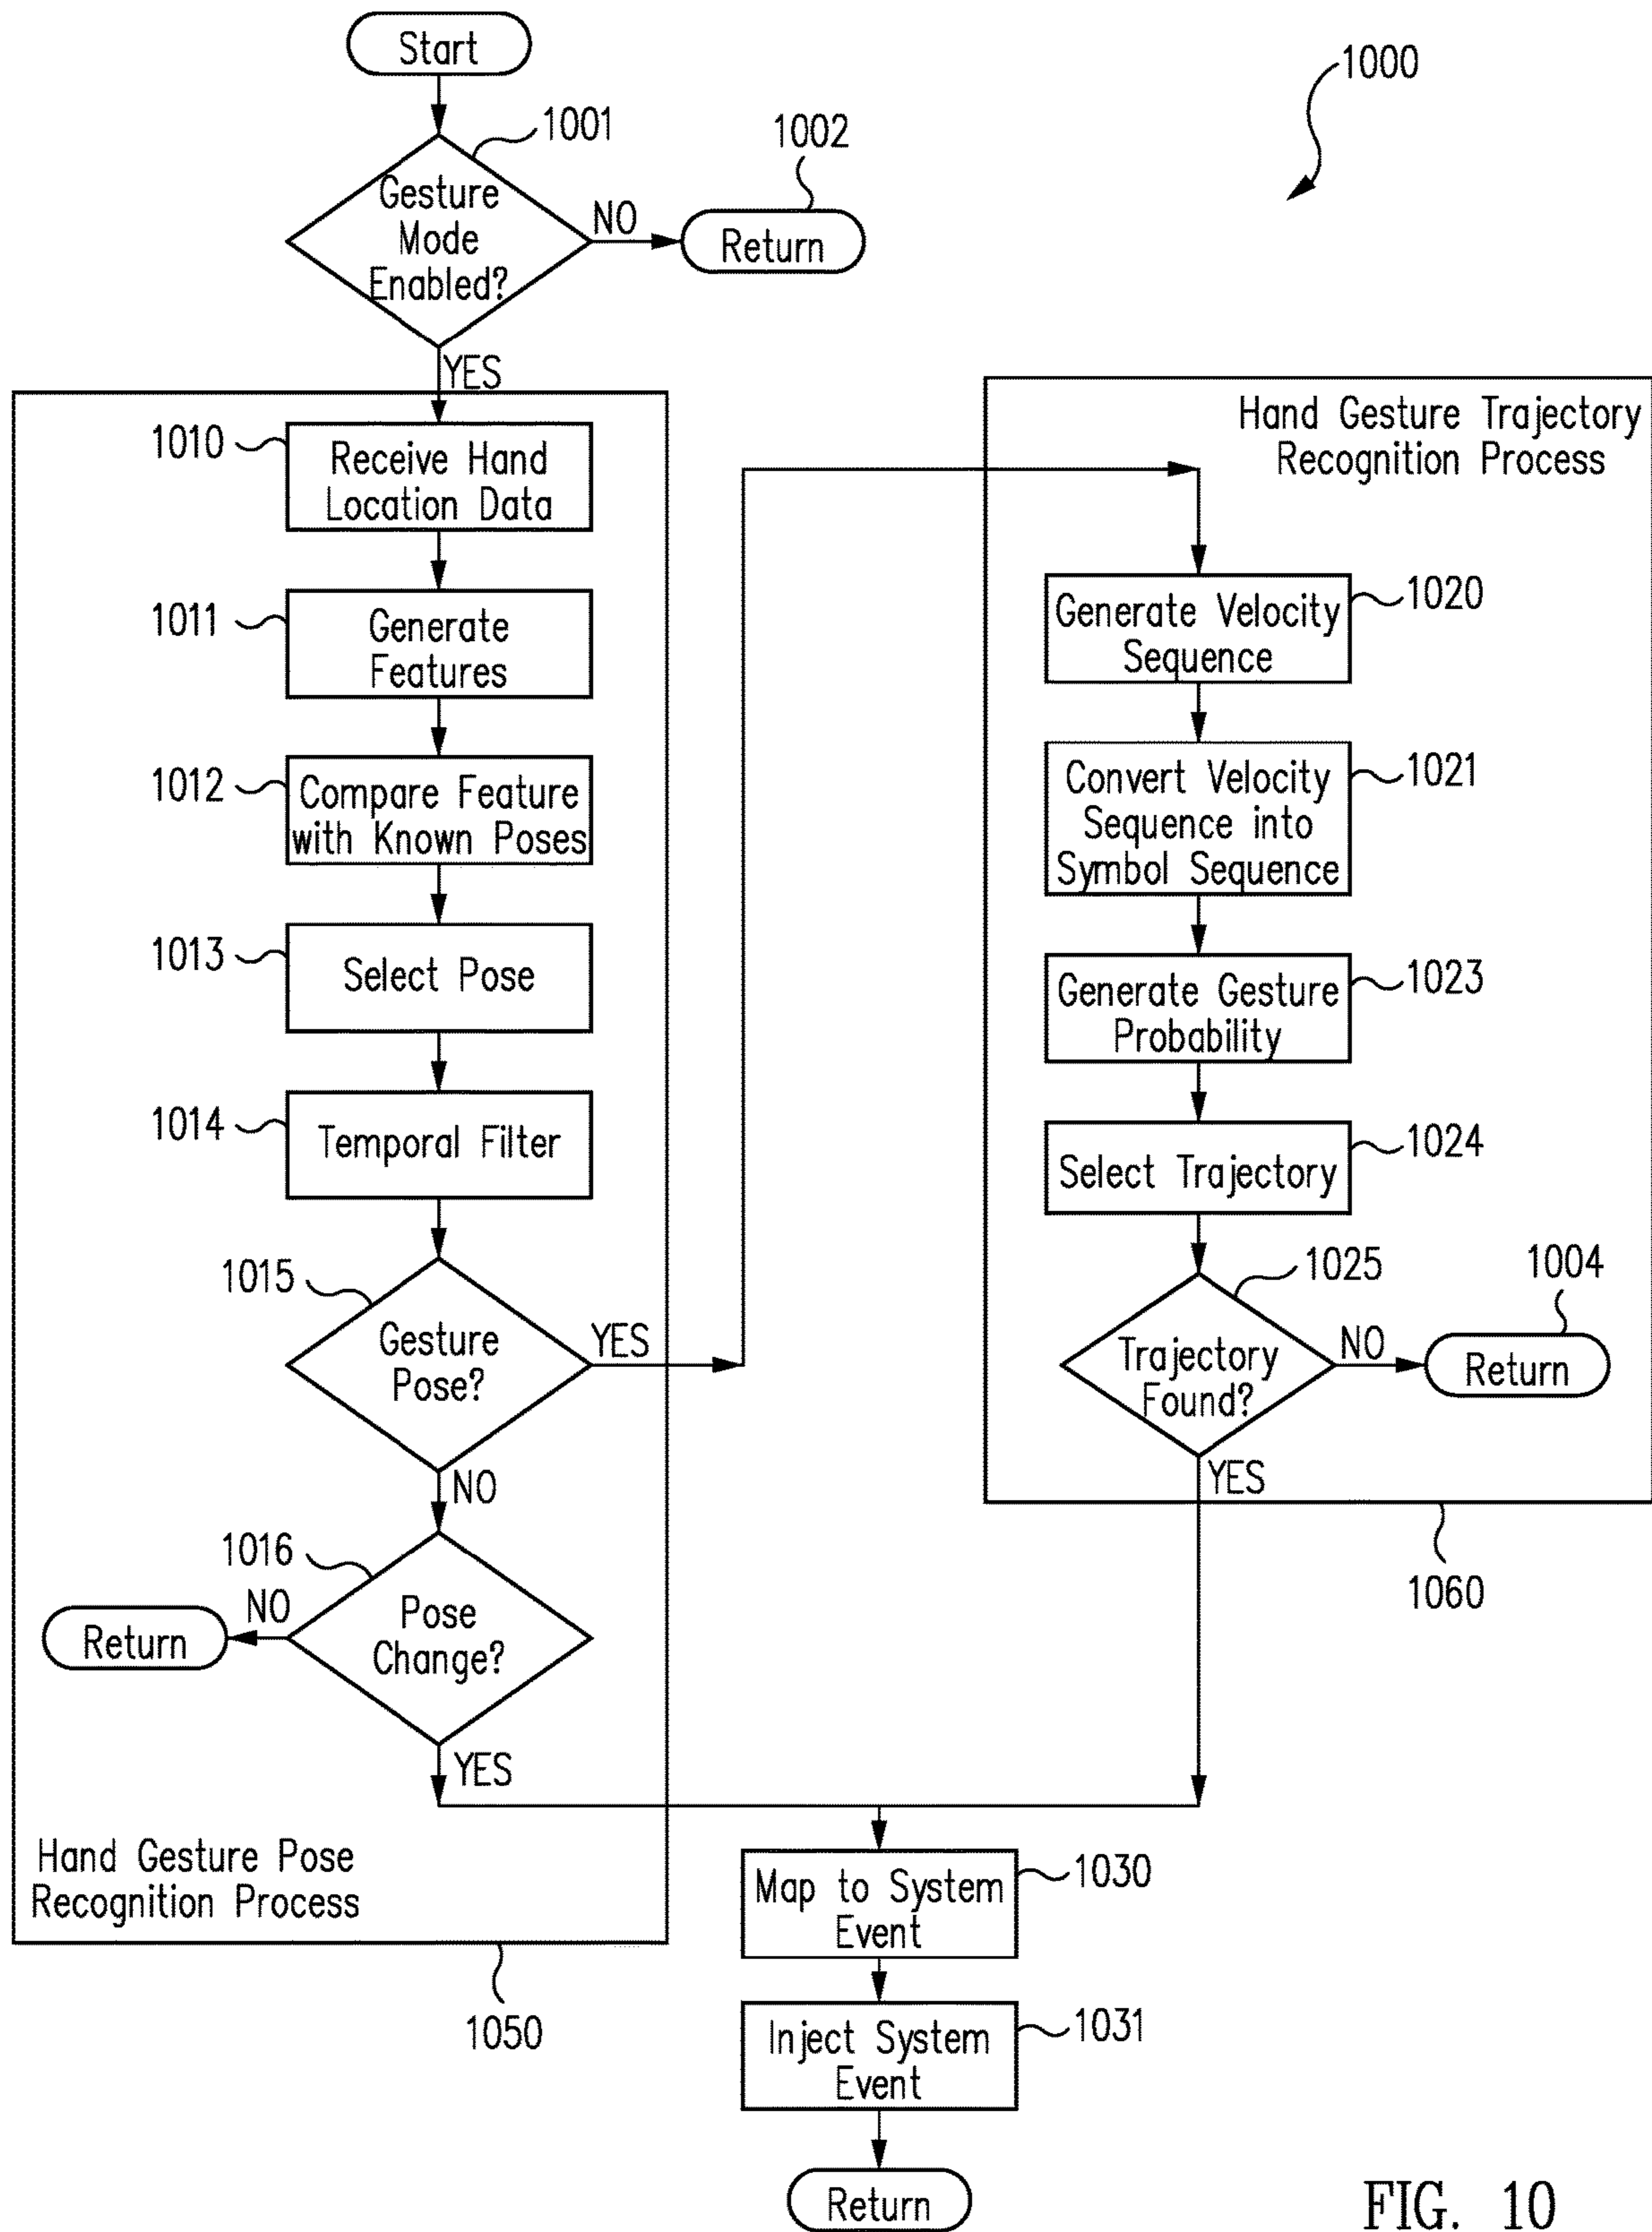 Start
1000
1001
1002
Gesture
Mode
Enabled?
NO
Return
YES
1010
Receive Hand
Location Data
1011
Generate
Features
1012
Compare Feature
with Known Poses
1013
Select Pose
1014
Temporal Filter
1015
Gesture
Pose?
YES
NO
1016
Pose
Change?
NO
Return
YES
Hand Gesture Pose
Recognition Process
1050
Hand Gesture Trajectory
Recognition Process
Generate Velocity
Sequence
1020
Convert Velocity
Sequence into
Symbol Sequence
1021
Generate Gesture
Probability
1023
Select Trajectory
1024
1025
1004
Trajectory
Found?
NO
Return
YES
1060
Map to System
Event
1030
Inject System
Event
1031
Return
FIG. 10